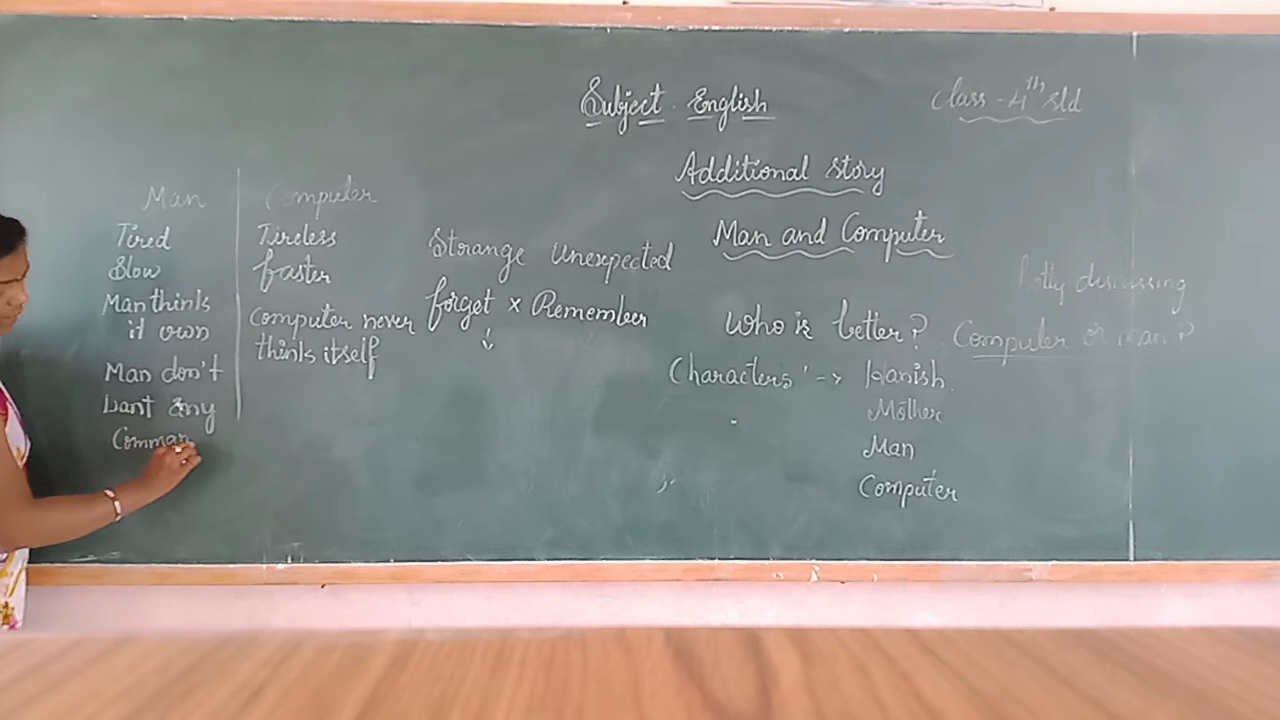 Subject - English
Class - 4th std
Additional story
Man and Computer
Man
Computer
Tired
Tireless
Slow
faster
Man thinks
it own
computer never
thinks itself
Man don't
want any
Comman
Strange Unexpected
forget × Remember
hotly discussing
Who is better?
Computer or man?
Characters :-> Hanish.
Mother
Man
Computer